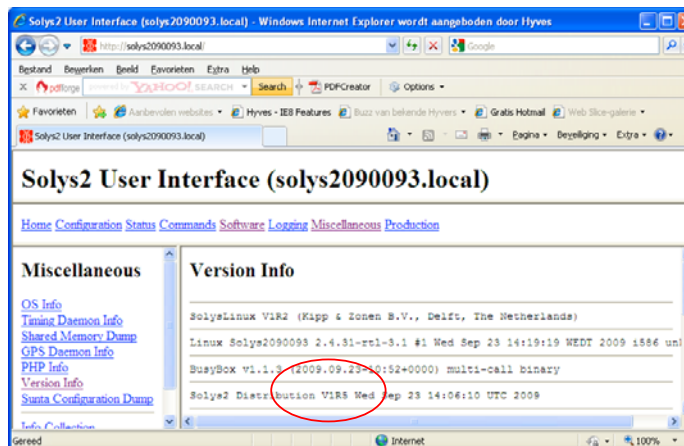 Solys2 User Interface (solys2090093.local) - Windows Internet Explorer wordt aangeboden door Hyves
http://solys2090093.local/
Google
Bestand Bewerken Beeld Favorieten Extra Help
X pdfforge powered by YAHOO! SEARCH Search PDFCreator Options
Favorieten Aanbevolen websites Hyves - IE8 Features Buzz van bekende Hyvers Gratis Hotmail Web Slice-galerie
Solys2 User Interface (solys2090093.local)
Pagina Beveiliging Extra
Solys2 User Interface (solys2090093.local)
Home Configuration Status Commands Software Logging Miscellaneous Production
Miscellaneous
OS Info
Timing Daemon Info
Shared Memory Dump
GPS Daemon Info
PHP Info
Version Info
Sunta Configuration Dump
Info Collection
Version Info
SolysLinux V1R2 (Kipp & Zonen B.V., Delft, The Netherlands)
Linux Solys2090093 2.4.31-rtl-3.1 #1 Wed Sep 23 14:19:19 WEDT 2009 i586
BusyBox v1.1.3 (2009.09.23-10:52+0000) multi-call binary
Solys2 Distribution V1R5 Wed Sep 23 14:06:10 UTC 2009
Gereed
Internet
100%